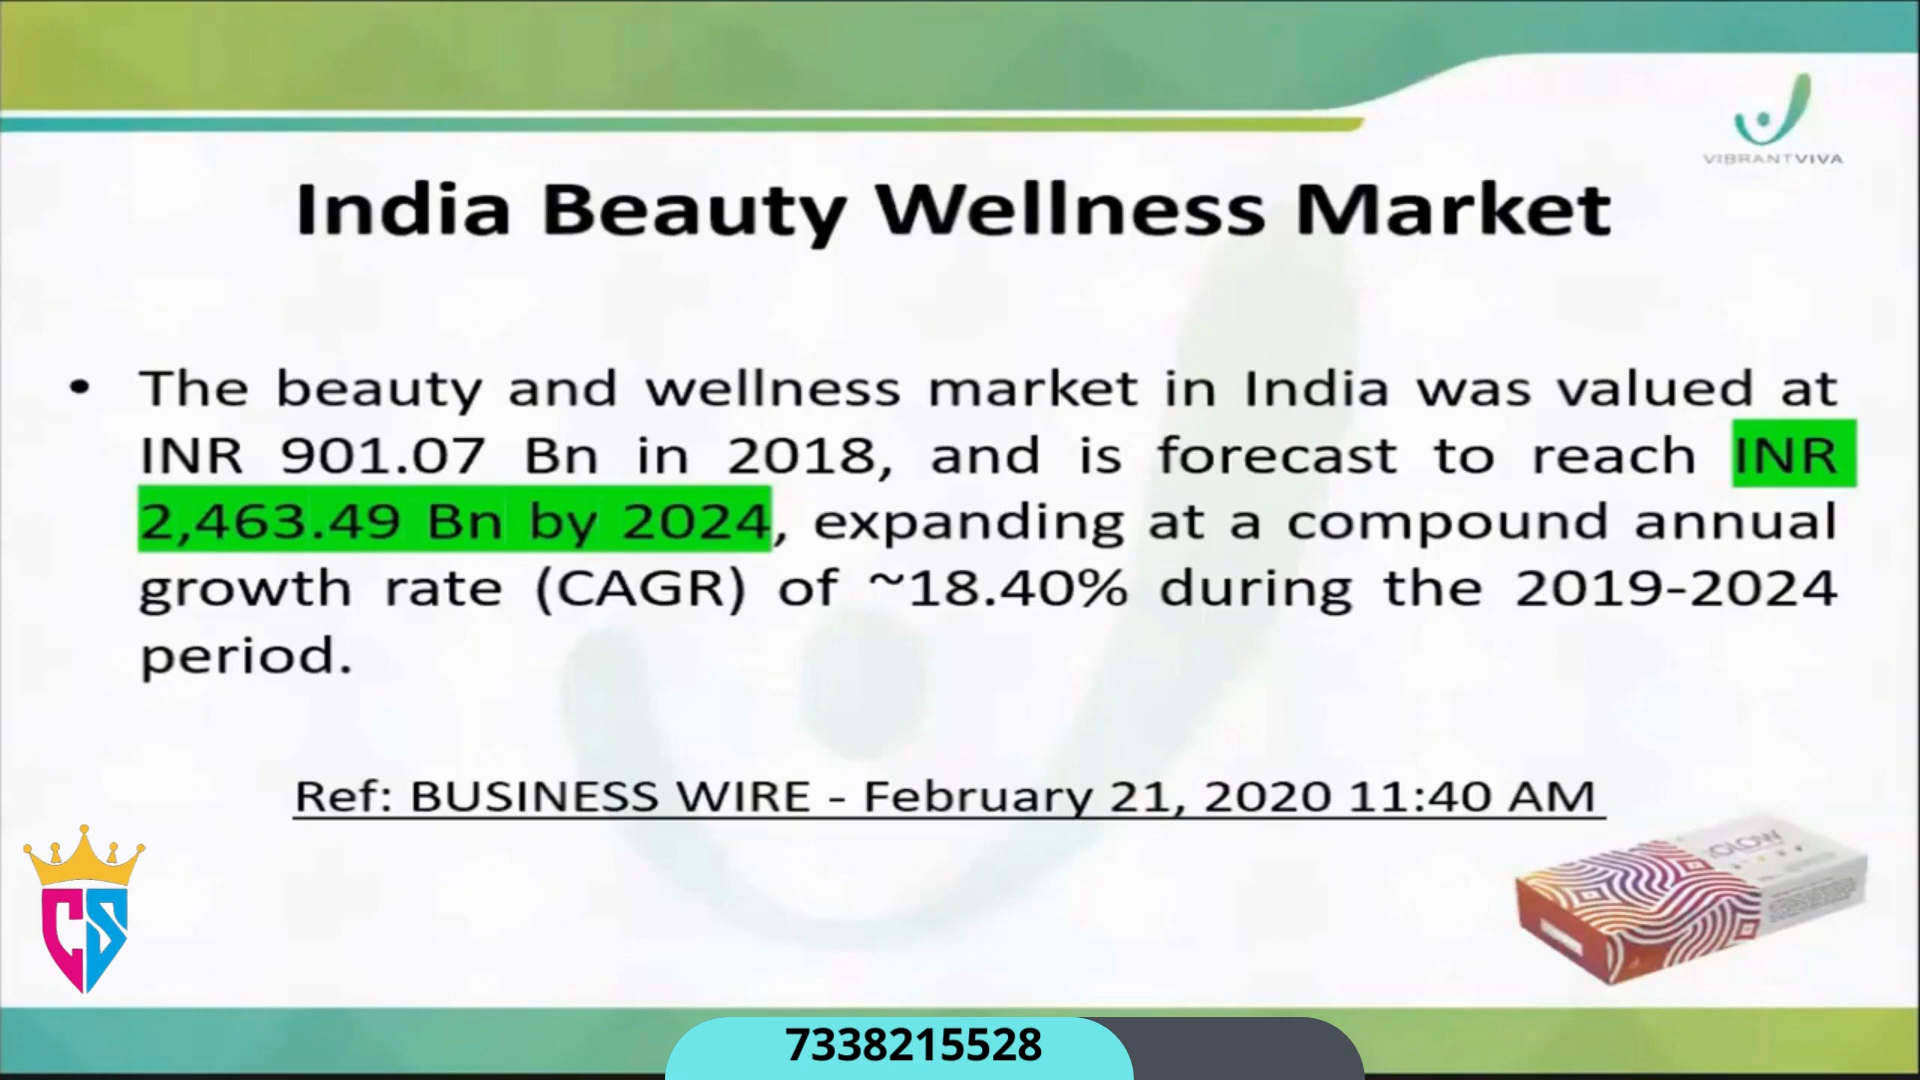 VIBRANTVIVA
India Beauty Wellness Market
• The beauty and wellness market in India was valued at
INR 901.07 Bn in 2018, and is forecast to reach INR
2,463.49 Bn by 2024, expanding at a compound annual
growth rate (CAGR) of ~18.40% during the 2019-2024
period.
Ref: BUSINESS WIRE - February 21, 2020 11:40 AM
CS
7338215528